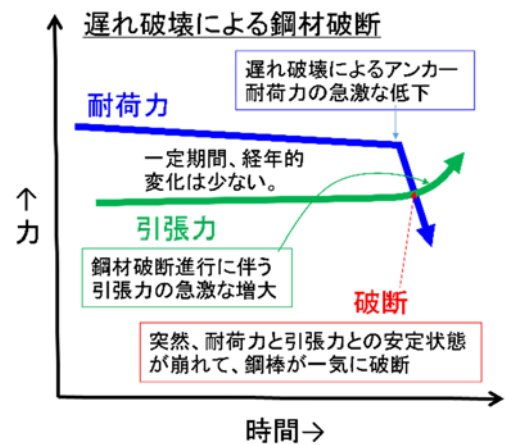 遅れ破壊による鋼材破断
遅れ破壊によるアンカー
耐荷力の急激な低下
耐荷力
一定期間、経年的
変化は少ない。
↑
力
引張力
鋼材破断進行に伴う
引張力の急激な増大
破断
突然、耐荷力と引張力との安定状態
が崩れて、鋼棒が一気に破断
時間→